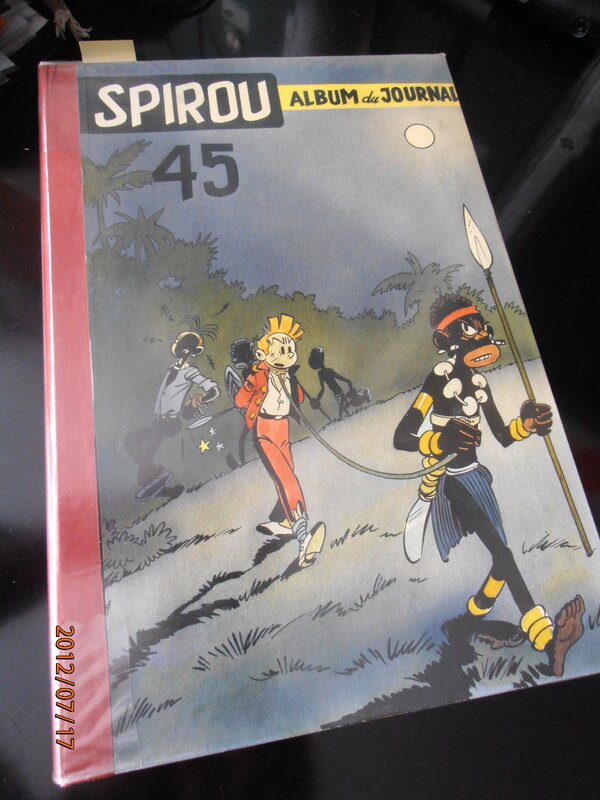 SPIROU
ALBUM du JOURNAL
45
2012/07/17